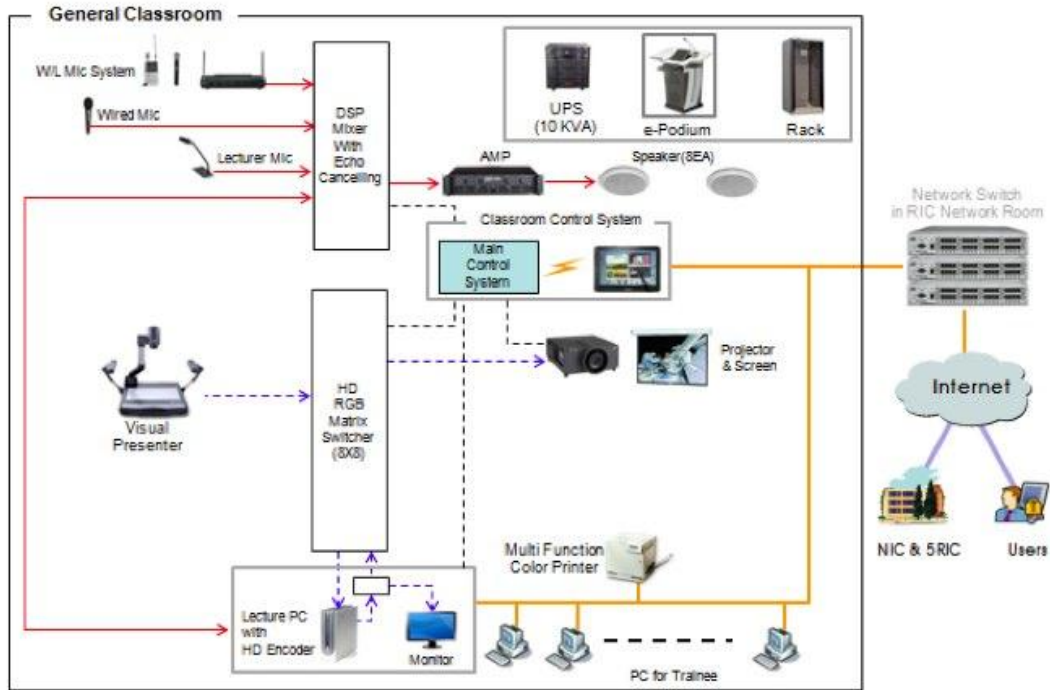 General Classroom
W/L Mic System
Wired Mic
Lecturer Mic
DSP
Mixer
With
Echo
Cancelling
UPS
(10 KVA)
e-Podium
Rack
AMP
Speaker(8EA)
Classroom Control System
Main
Control
System
Network Switch
in RIC Network Room
Visual
Presenter
HD
RGB
Matrix
Switcher
(8X8)
Projector
& Screen
Internet
NIC & 5RIC
Users
Multi Function
Color Printer
Lecture PC
with
HD Encoder
Monitor
PC for Trainee